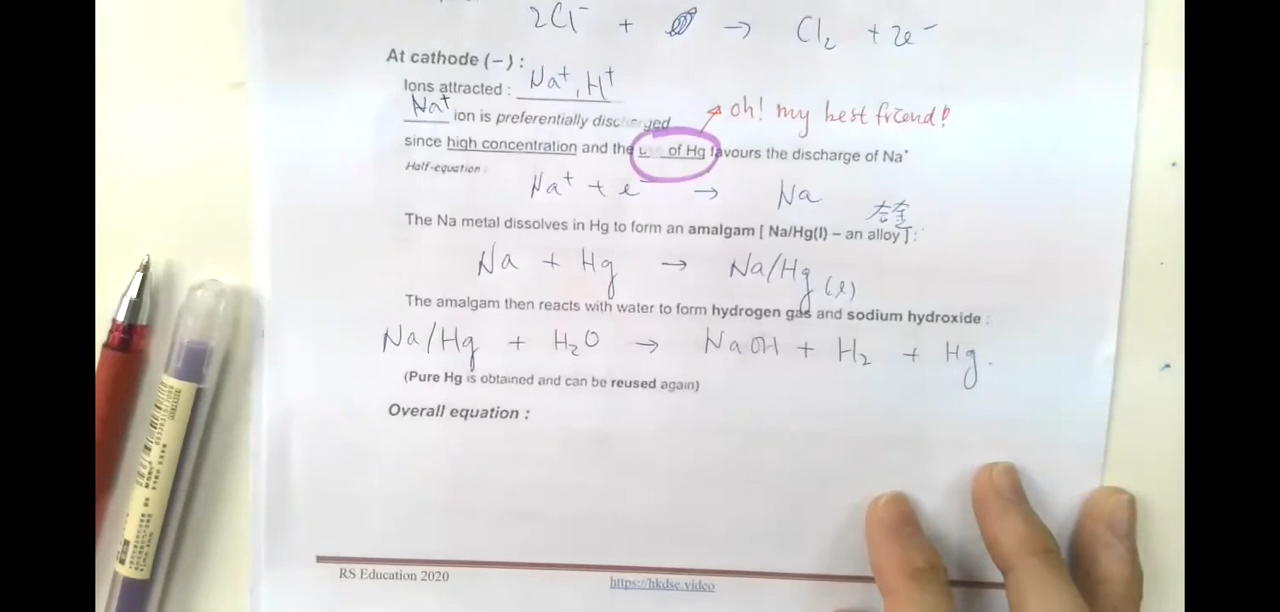 2Cl⁻ + → Cl₂ + 2e⁻
At cathode (−) :
Ions attracted : Na⁺, H⁺
Na⁺ ion is preferentially discharged
oh! my best friend!
since high concentration and the use of Hg favours the discharge of Na⁺
Half-equation
Na⁺ + e⁻ → Na
The Na metal dissolves in Hg to form an amalgam [ Na/Hg(l) – an alloy ] :
Na + Hg → Na/Hg (l)
The amalgam then reacts with water to form hydrogen gas and sodium hydroxide :
Na/Hg + H₂O → NaOH + H₂ + Hg.
(Pure Hg is obtained and can be reused again)
Overall equation :
RS Education 2020
https://hkdse.video